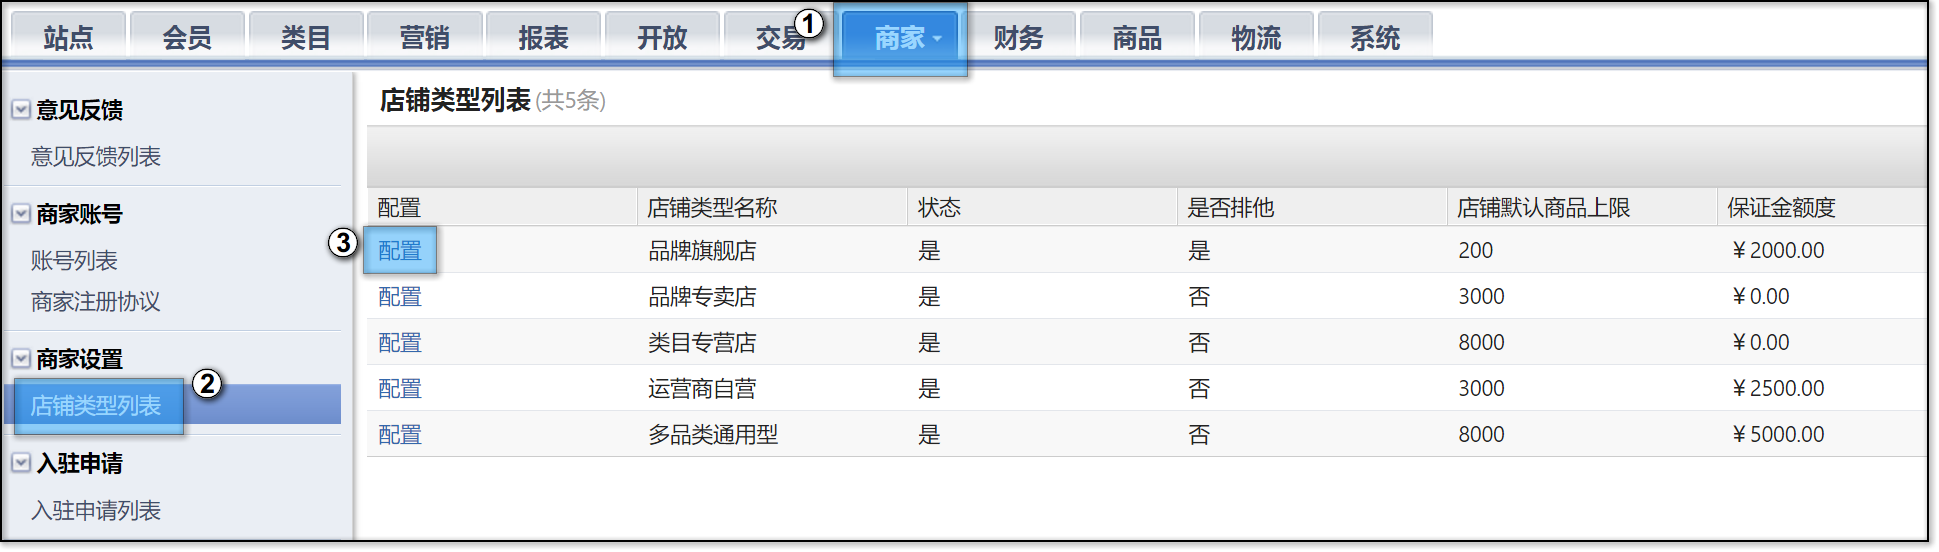 站点 会员 类目 营销 报表 开放 交易 1 商家 财务 商品 物流 系统
意见反馈
意见反馈列表
商家账号
账号列表
商家注册协议
商家设置
店铺类型列表 2
入驻申请
入驻申请列表
店铺类型列表 (共5条)
配置 店铺类型名称 状态 是否排他 店铺默认商品上限 保证金额度
3 配置 品牌旗舰店 是 是 200 ￥2000.00
配置 品牌专卖店 是 否 3000 ￥0.00
配置 类目专营店 是 否 8000 ￥0.00
配置 运营商自营 是 否 3000 ￥2500.00
配置 多品类通用型 是 否 8000 ￥5000.00